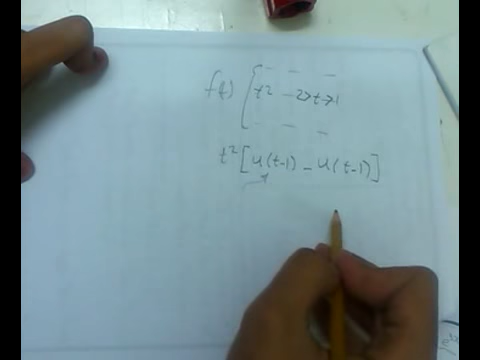 - - -
f(t) { t² - 2>t>1
- - -
t² [u(t-1) - u(t-1)]